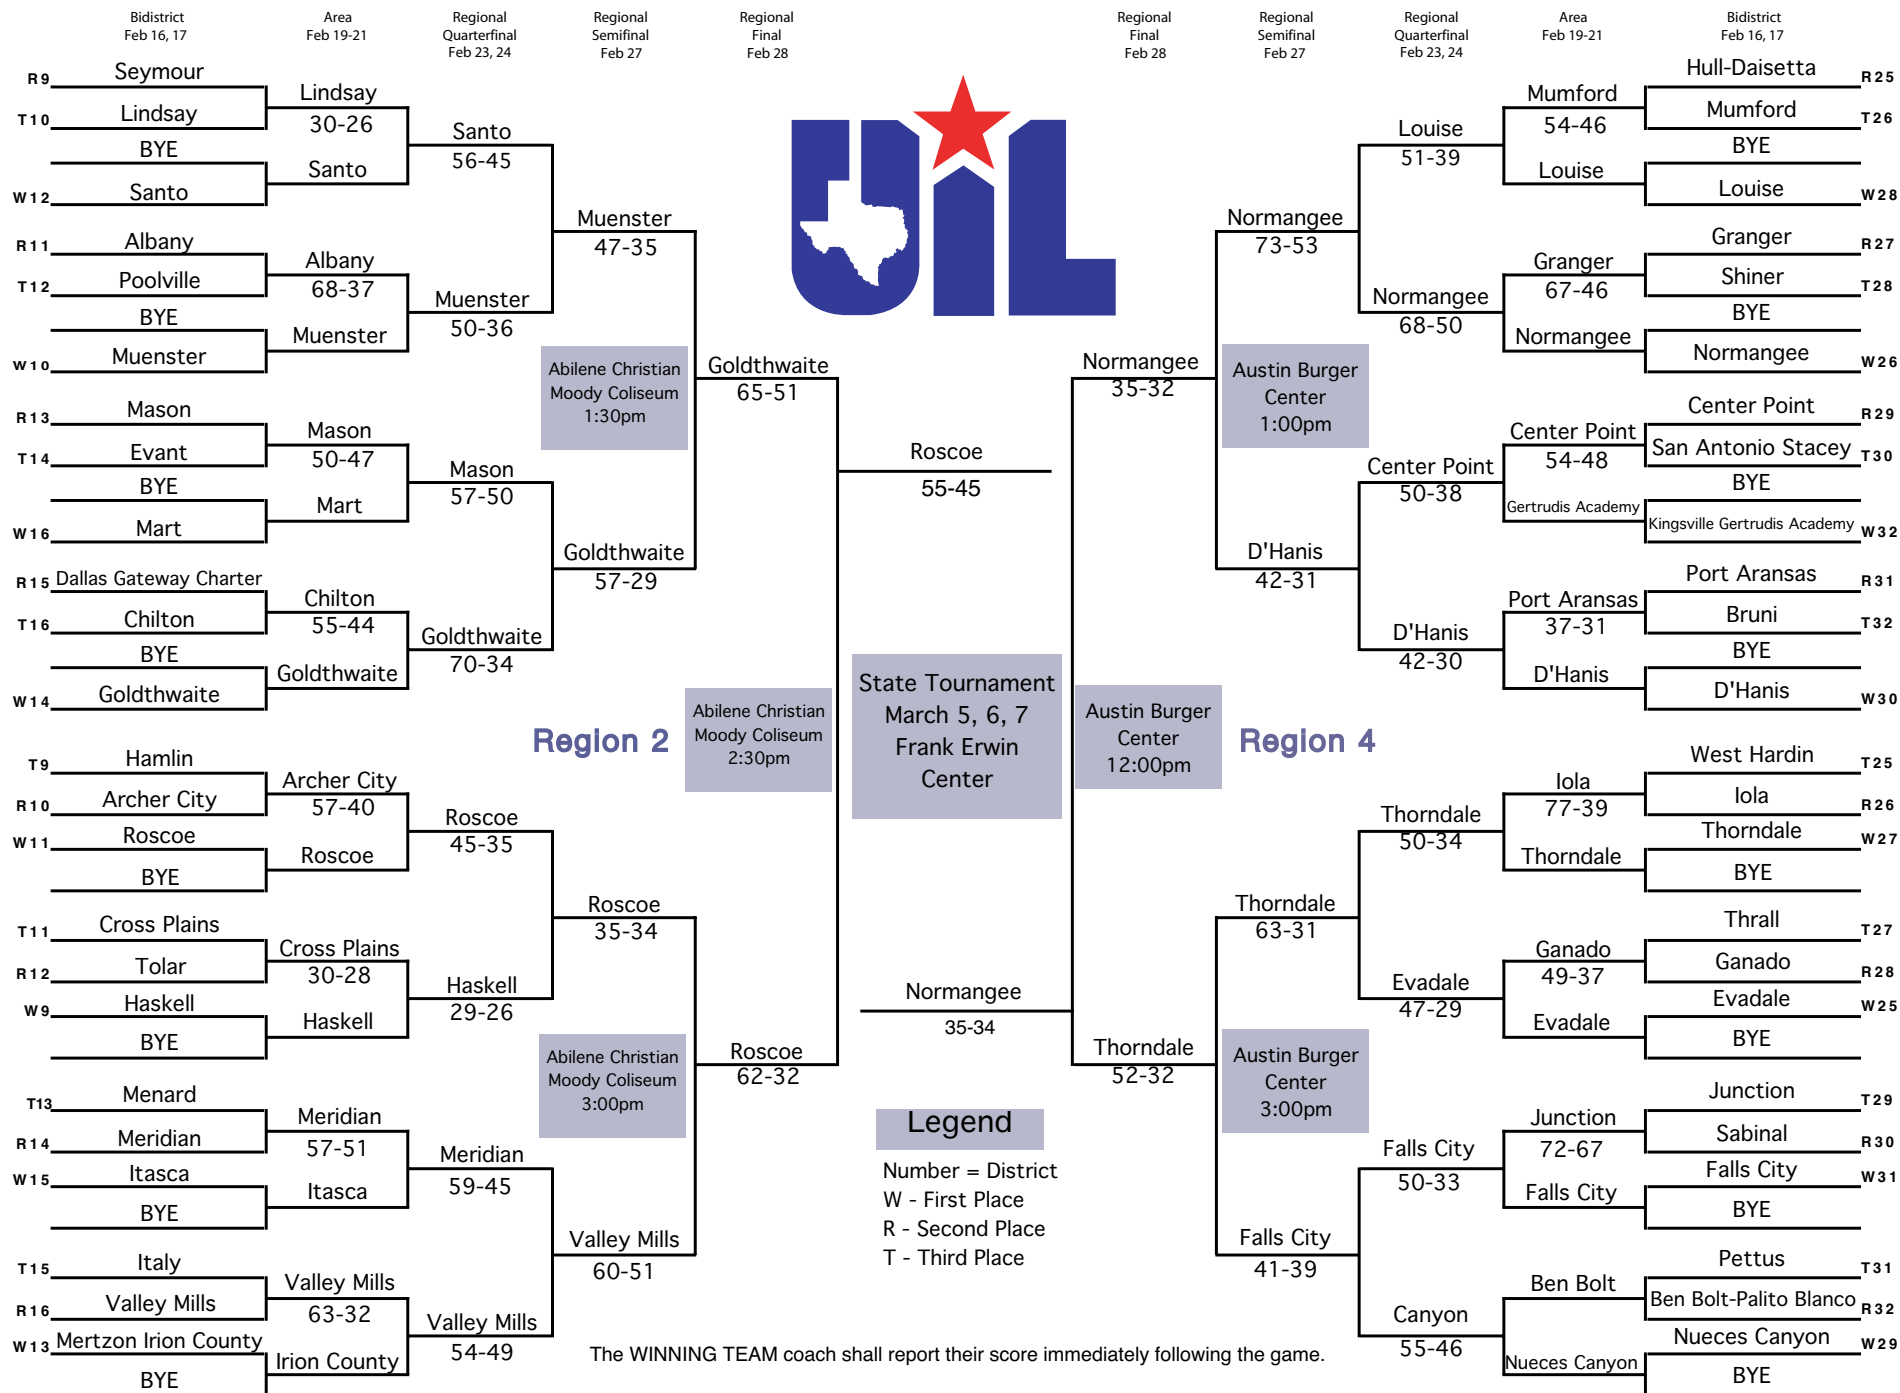 Bidistrict
Feb 16, 17
Area
Feb 19-21
Regional
Quarterfinal
Feb 23, 24
Regional
Semifinal
Feb 27
Regional
Final
Feb 28
Regional
Final
Feb 28
Regional
Semifinal
Feb 27
Regional
Quarterfinal
Feb 23, 24
Area
Feb 19-21
Bidistrict
Feb 16, 17
R9 Seymour
T10 Lindsay
BYE
W12 Santo
R11 Albany
T12 Poolville
BYE
W10 Muenster
R13 Mason
T14 Evant
BYE
W16 Mart
R15 Dallas Gateway Charter
T16 Chilton
BYE
W14 Goldthwaite
T9 Hamlin
R10 Archer City
W11 Roscoe
BYE
T11 Cross Plains
R12 Tolar
W9 Haskell
BYE
T13 Menard
R14 Meridian
W15 Itasca
BYE
T15 Italy
R16 Valley Mills
W13 Mertzon Irion County
BYE
Lindsay
30-26
Santo
Albany
68-37
Muenster
Mason
50-47
Mart
Chilton
55-44
Goldthwaite
Archer City
57-40
Roscoe
Cross Plains
30-28
Haskell
Meridian
57-51
Itasca
Valley Mills
63-32
Irion County
Santo
56-45
Muenster
50-36
Mason
57-50
Goldthwaite
70-34
Roscoe
45-35
Haskell
29-26
Meridian
59-45
Valley Mills
54-49
Muenster
47-35
Abilene Christian
Moody Coliseum
1:30pm
Goldthwaite
57-29
Region 2
Roscoe
35-34
Abilene Christian
Moody Coliseum
3:00pm
Valley Mills
60-51
Goldthwaite
65-51
Abilene Christian
Moody Coliseum
2:30pm
Roscoe
62-32
UIL
Roscoe
55-45
State Tournament
March 5, 6, 7
Frank Erwin
Center
Normangee
35-34
Legend
Number = District
W - First Place
R - Second Place
T - Third Place
The WINNING TEAM coach shall report their score immediately following the game.
Normangee
35-32
Austin Burger
Center
12:00pm
Thorndale
52-32
Normangee
73-53
Austin Burger
Center
1:00pm
D'Hanis
42-31
Region 4
Thorndale
63-31
Austin Burger
Center
3:00pm
Falls City
41-39
Louise
51-39
Normangee
68-50
Center Point
50-38
D'Hanis
42-30
Thorndale
50-34
Evadale
47-29
Falls City
50-33
Canyon
55-46
Mumford
54-46
Louise
Granger
67-46
Normangee
Center Point
54-48
Gertrudis Academy
Port Aransas
37-31
D'Hanis
Iola
77-39
Thorndale
Ganado
49-37
Evadale
Junction
72-67
Falls City
Ben Bolt
Nueces Canyon
Hull-Daisetta R25
Mumford T26
BYE
Louise W28
Granger R27
Shiner T28
BYE
Normangee W26
Center Point R29
San Antonio Stacey T30
BYE
Kingsville Gertrudis Academy W32
Port Aransas R31
Bruni T32
BYE
D'Hanis W30
West Hardin T25
Iola R26
Thorndale W27
BYE
Thrall T27
Ganado R28
Evadale W25
BYE
Junction T29
Sabinal R30
Falls City W31
BYE
Pettus T31
Ben Bolt-Palito Blanco R32
Nueces Canyon W29
BYE